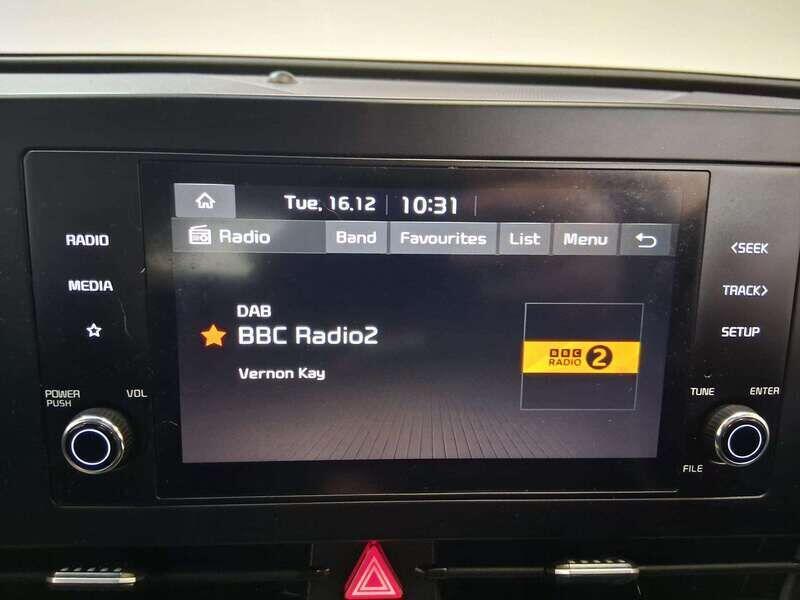 Tue, 16.12 10:31
Radio Band Favourites List Menu
RADIO
MEDIA
POWER
PUSH
VOL
DAB
BBC Radio2
Vernon Kay
BBC
RADIO 2
<SEEK
TRACK>
SETUP
TUNE
ENTER
FILE